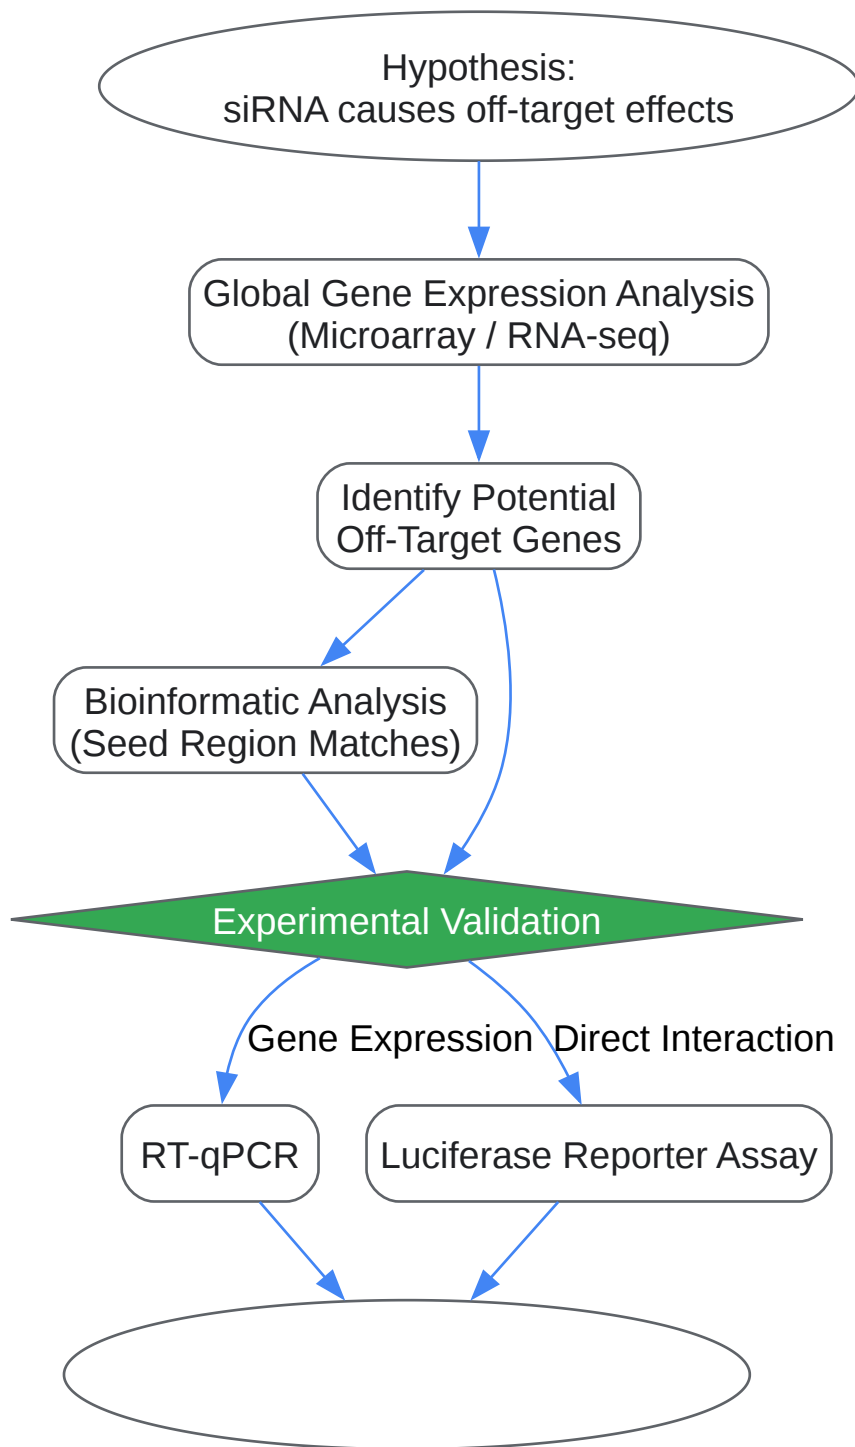 Hypothesis:
siRNA causes off-target effects
Global Gene Expression Analysis
(Microarray / RNA-seq)
Identify Potential
Off-Target Genes
Bioinformatic Analysis
(Seed Region Matches)
Experimental Validation
Gene Expression
Direct Interaction
RT-qPCR
Luciferase Reporter Assay